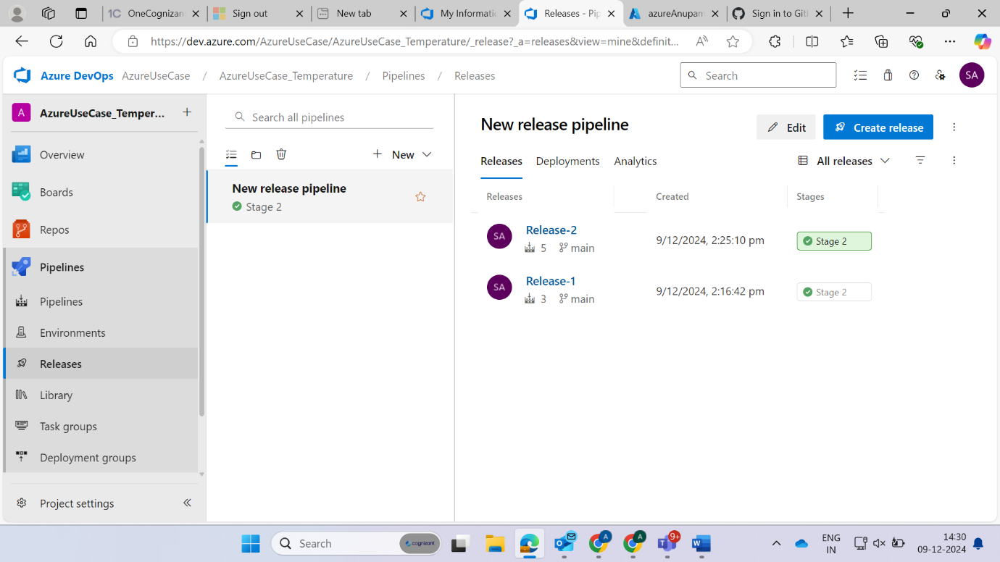 1C OneCognizan
Sign out
New tab
My Informatic
Releases - Pip
azureAnupam
Sign in to Gitl
https://dev.azure.com/AzureUseCase/AzureUseCase_Temperature/_release?_a=releases&view=mine&definit...
Azure DevOps AzureUseCase / AzureUseCase_Temperature / Pipelines / Releases
Search
SA
A AzureUseCase_Temper...
Overview
Boards
Repos
Pipelines
Pipelines
Environments
Releases
Library
Task groups
Deployment groups
Project settings
Search all pipelines
New
New release pipeline
Stage 2
New release pipeline
Edit
Create release
Releases Deployments Analytics
All releases
Releases Created Stages
SA Release-2
5 main
9/12/2024, 2:25:10 pm
Stage 2
SA Release-1
3 main
9/12/2024, 2:16:42 pm
Stage 2
Search
cognizant
A
A
9+
ENG
IN
14:30
09-12-2024